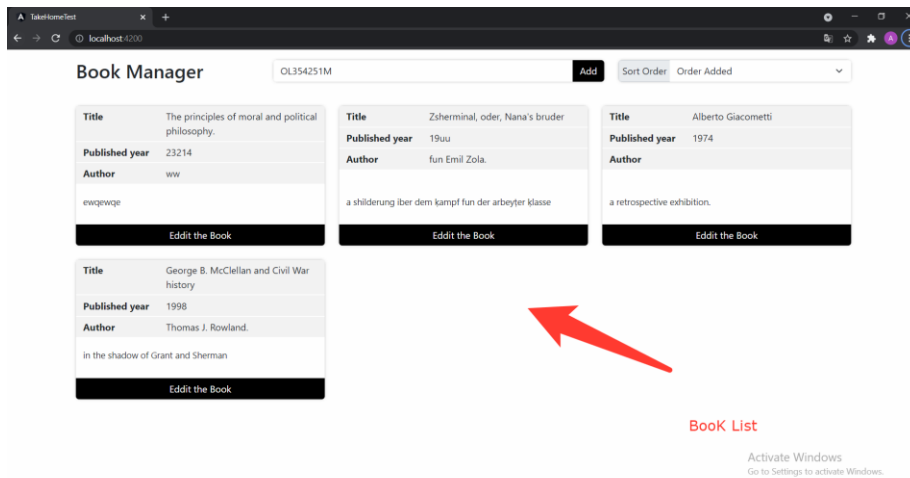 TakeHomeTest
localhost:4200
Book Manager
OL354251M
Add
Sort Order
Order Added
Title The principles of moral and political
philosophy.
Published year 23214
Author ww
ewqewqe
Eddit the Book
Title Zsherminal, oder, Nana's bruder
Published year 19uu
Author fun Emil Zola.
a shilderung iber dem ḳampf fun der arbeyṭer ḳlasse
Eddit the Book
Title Alberto Giacometti
Published year 1974
Author
a retrospective exhibition.
Eddit the Book
Title George B. McClellan and Civil War
history
Published year 1998
Author Thomas J. Rowland.
in the shadow of Grant and Sherman
Eddit the Book
BooK List
Activate Windows
Go to Settings to activate Windows.